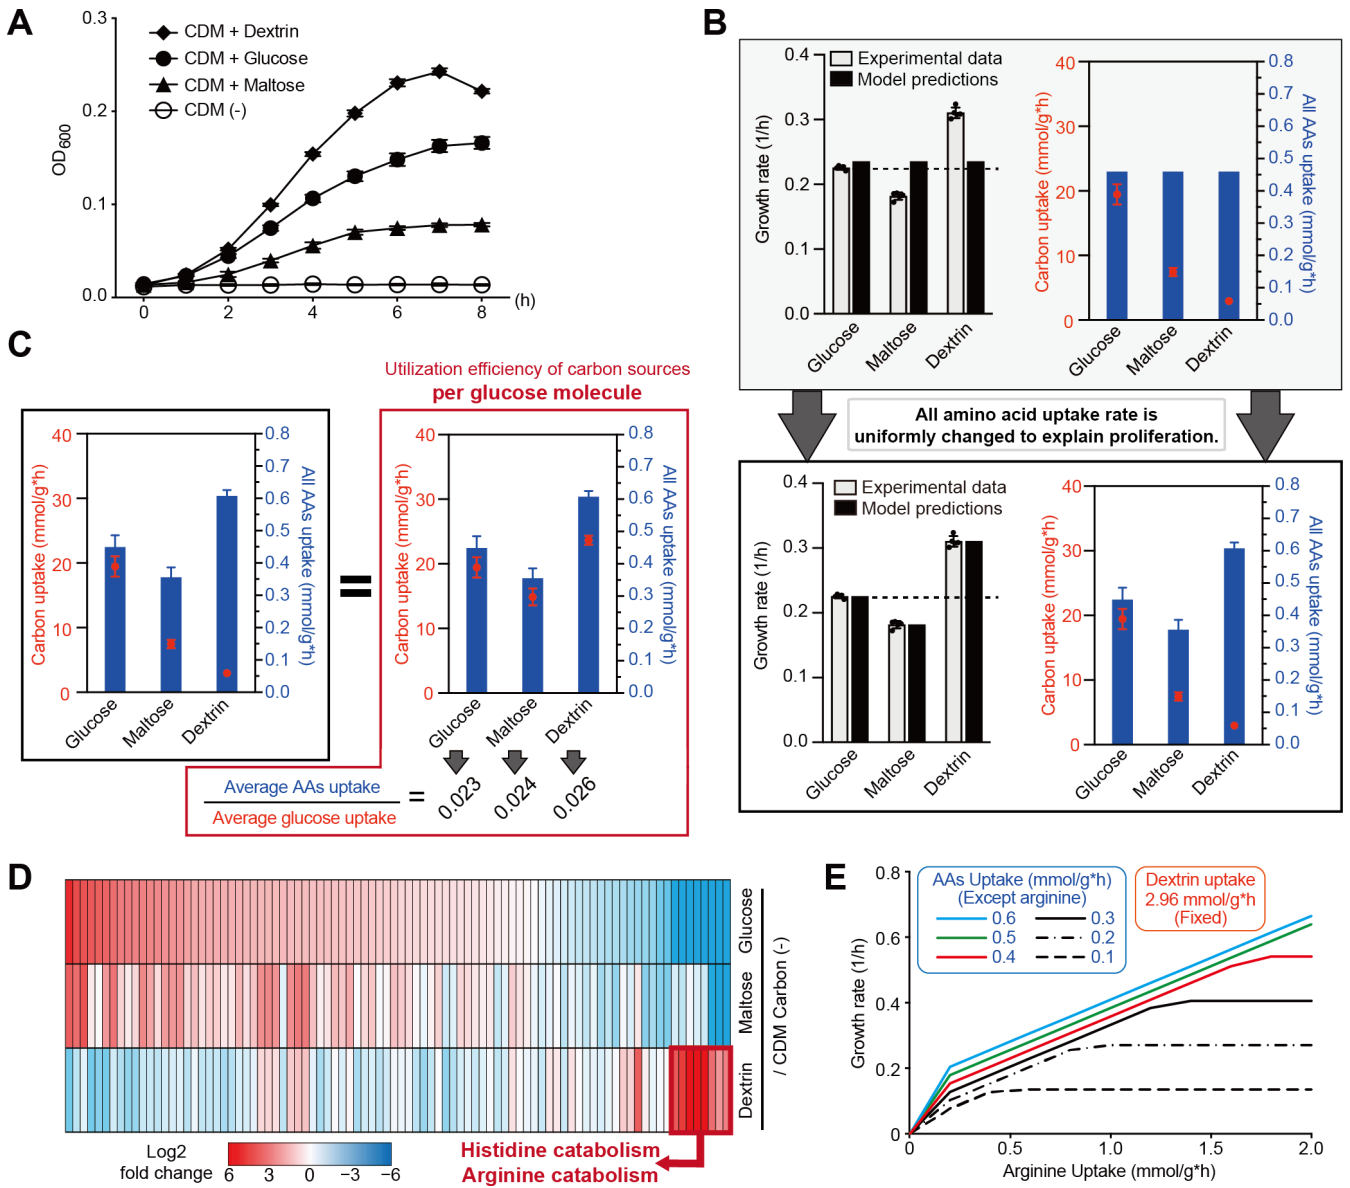 A
0.3
0.2
0.1
0.0
OD600
CDM + Dextrin
CDM + Glucose
CDM + Maltose
CDM (-)
0
2
4
6
8
(h)
B
Growth rate (1/h)
0.4
0.3
0.2
0.1
0.0
Experimental data
Model predictions
Glucose
Maltose
Dextrin
Carbon uptake (mmol/g*h)
40
30
20
10
0
0.8
0.7
0.6
0.5
0.4
0.3
0.2
0.1
0.0
All AAs uptake (mmol/g*h)
Glucose
Maltose
Dextrin
All amino acid uptake rate is
uniformly changed to explain proliferation.
Growth rate (1/h)
0.4
0.3
0.2
0.1
0.0
Experimental data
Model predictions
Glucose
Maltose
Dextrin
Carbon uptake (mmol/g*h)
40
30
20
10
0
0.8
0.7
0.6
0.5
0.4
0.3
0.2
0.1
0.0
All AAs uptake (mmol/g*h)
Glucose
Maltose
Dextrin
C
Utilization efficiency of carbon sources
per glucose molecule
Carbon uptake (mmol/g*h)
40
30
20
10
0
0.8
0.7
0.6
0.5
0.4
0.3
0.2
0.1
0.0
All AAs uptake (mmol/g*h)
Glucose
Maltose
Dextrin
=
Carbon uptake (mmol/g*h)
40
30
20
10
0
0.8
0.7
0.6
0.5
0.4
0.3
0.2
0.1
0.0
All AAs uptake (mmol/g*h)
Glucose
Maltose
Dextrin
Average AAs uptake
Average glucose uptake
=
0.023
0.024
0.026
D
Glucose
Maltose
Dextrin
/ CDM Carbon (-)
Log2
fold change
6
3
0
−3
−6
Histidine catabolism
Arginine catabolism
E
Growth rate (1/h)
0.8
0.6
0.4
0.2
0
AAs Uptake (mmol/g*h)
(Except arginine)
0.6
0.3
0.5
0.2
0.4
0.1
Dextrin uptake
2.96 mmol/g*h
(Fixed)
0
0.5
1.0
1.5
2.0
Arginine Uptake (mmol/g*h)